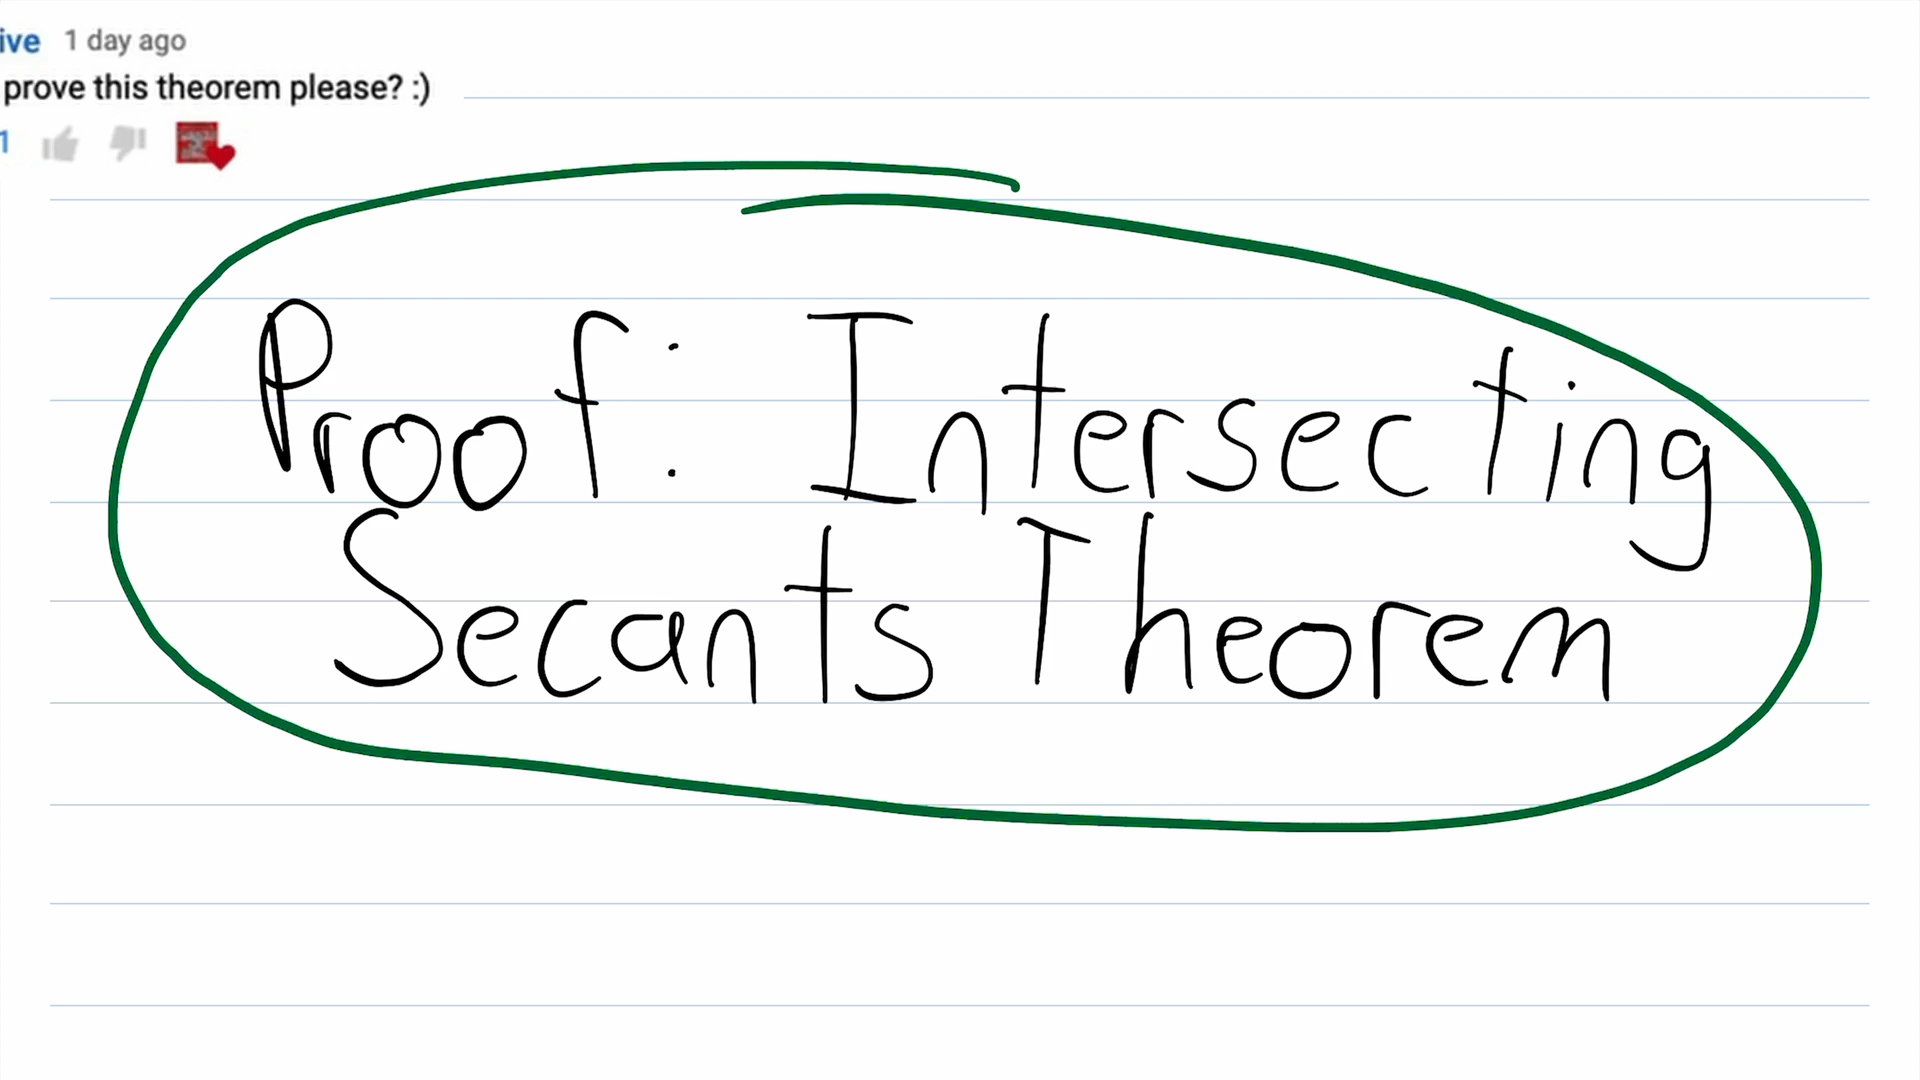 ive 1 day ago
prove this theorem please? :)
1
Proof: Intersecting
Secants Theorem